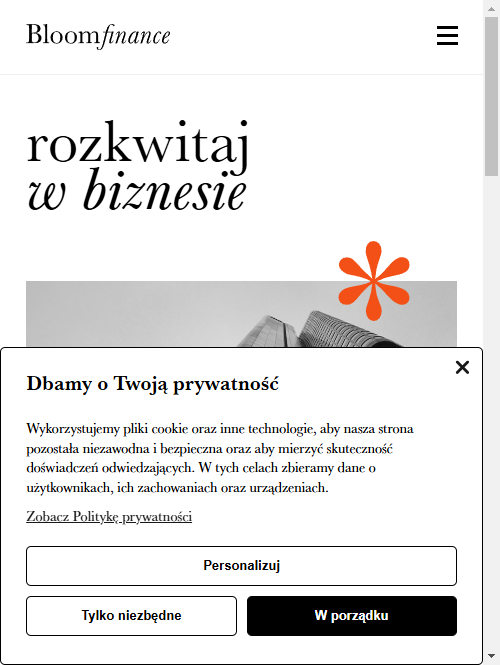 Bloomfinance
rozkwitaj
w biznesie
Dbamy o Twoją prywatność
Wykorzystujemy pliki cookie oraz inne technologie, aby nasza strona
pozostała niezawodna i bezpieczna oraz aby mierzyć skuteczność
doświadczeń odwiedzających. W tych celach zbieramy dane o
użytkownikach, ich zachowaniach oraz urządzeniach.
Zobacz Politykę prywatności
Personalizuj
Tylko niezbędne
W porządku